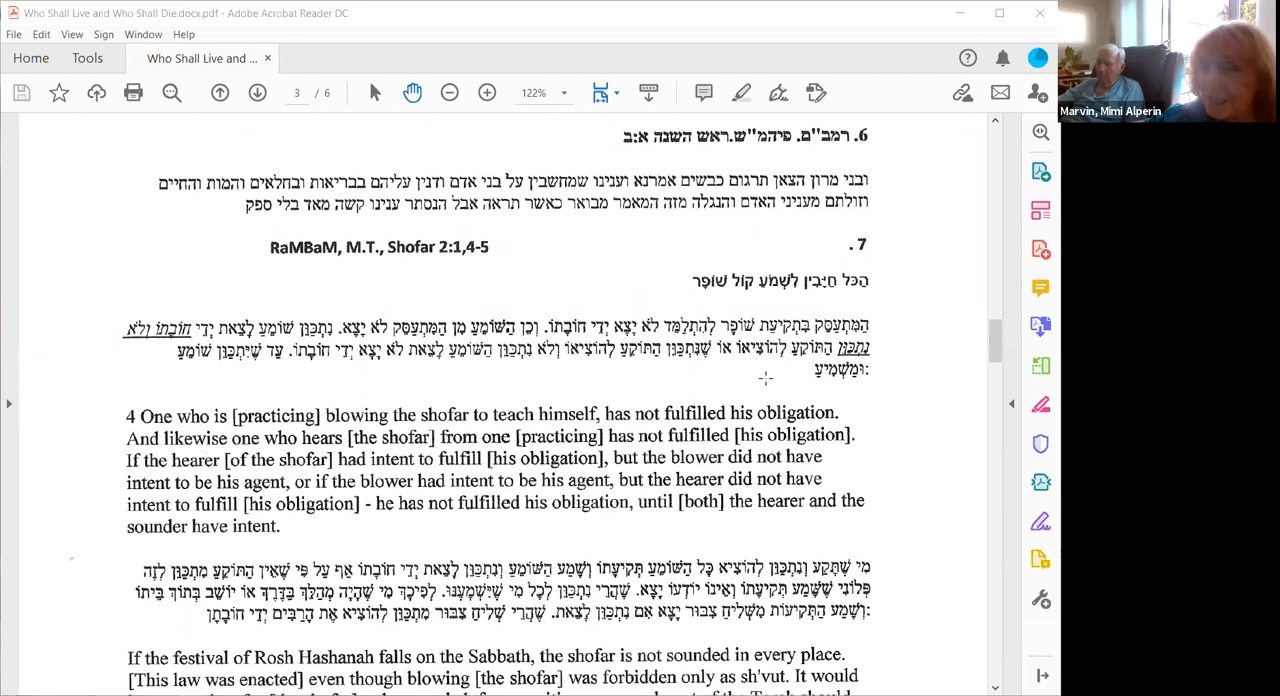 Who Shall Live and Who Shall Die.docx.pdf - Adobe Acrobat Reader DC
File Edit View Sign Window Help
Home Tools Who Shall Live and ... ×
3 / 6 122%
Marvin, Mimi Alperin
6. רמב"ם. פיהמ"ש.ראש השנה א:ב
ובני מרון הצאן תרגום כבשים אמרנא וענינו שמחשבין על בני אדם ודנין עליהם בבריאות ובחלאים והמות והחיים
וזולתם מעניני האדם והנגלה מזה המאמר מבואר כאשר תראה אבל הנסתר ענינו קשה מאד בלי ספק
RaMBaM, M.T., Shofar 2:1,4-5 .7
הַכֹּל חַיָּבִין לִשְׁמֹעַ קוֹל שׁוֹפָר
הַמִּתְעַסֵּק בִּתְקִיעַת שׁוֹפָר לְהִתְלַמֵּד לֹא יָצָא יְדֵי חוֹבָתוֹ. וְכֵן הַשּׁוֹמֵעַ מִן הַמִּתְעַסֵּק לֹא יָצָא. נִתְכַּוֵּן שׁוֹמֵעַ לָצֵאת יְדֵי חוֹבָתוֹ וְלֹא
נִתְכַּוֵּן הַתּוֹקֵעַ לְהוֹצִיאוֹ אוֹ שֶׁנִּתְכַּוֵּן הַתּוֹקֵעַ לְהוֹצִיאוֹ וְלֹא נִתְכַּוֵּן הַשּׁוֹמֵעַ לָצֵאת לֹא יָצָא יְדֵי חוֹבָתוֹ. עַד שֶׁיִּתְכַּוֵּן שׁוֹמֵעַ
וּמַשְׁמִיעַ:
4 One who is [practicing] blowing the shofar to teach himself, has not fulfilled his obligation.
And likewise one who hears [the shofar] from one [practicing] has not fulfilled [his obligation].
If the hearer [of the shofar] had intent to fulfill [his obligation], but the blower did not have
intent to be his agent, or if the blower had intent to be his agent, but the hearer did not have
intent to fulfill [his obligation] - he has not fulfilled his obligation, until [both] the hearer and the
sounder have intent.
מִי שֶׁתָּקַע וְנִתְכַּוֵּן לְהוֹצִיא כָּל הַשּׁוֹמֵעַ תְּקִיעָתוֹ וְשָׁמַע הַשּׁוֹמֵעַ וְנִתְכַּוֵּן לָצֵאת יְדֵי חוֹבָתוֹ אַף עַל פִּי שֶׁאֵין הַתּוֹקֵעַ מִתְכַּוֵּן לְזֶה
פְּלוֹנִי שֶׁשָּׁמַע תְּקִיעָתוֹ וְאֵינוֹ יוֹדְעוֹ יָצָא. שֶׁהֲרֵי נִתְכַּוֵּן לְכָל מִי שֶׁיִּשְׁמָעֶנּוּ. לְפִיכָךְ מִי שֶׁהָיָה מְהַלֵּךְ בַּדֶּרֶךְ אוֹ יוֹשֵׁב בְּתוֹךְ בֵּיתוֹ
וְשָׁמַע הַתְּקִיעוֹת מִשְּׁלִיחַ צִבּוּר יָצָא אִם נִתְכַּוֵּן לָצֵאת. שֶׁהֲרֵי שְׁלִיחַ צִבּוּר מִתְכַּוֵּן לְהוֹצִיא אֶת הָרַבִּים יְדֵי חוֹבָתָן:
If the festival of Rosh Hashanah falls on the Sabbath, the shofar is not sounded in every place.
[This law was enacted] even though blowing [the shofar] was forbidden only as sh'vut. It would